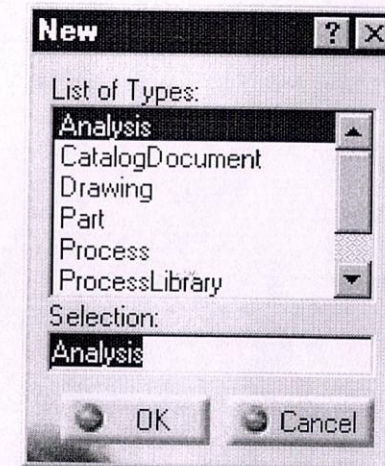 New
List of Types:
Analysis
CatalogDocument
Drawing
Part
Process
ProcessLibrary
Selection:
Analysis
OK
Cancel